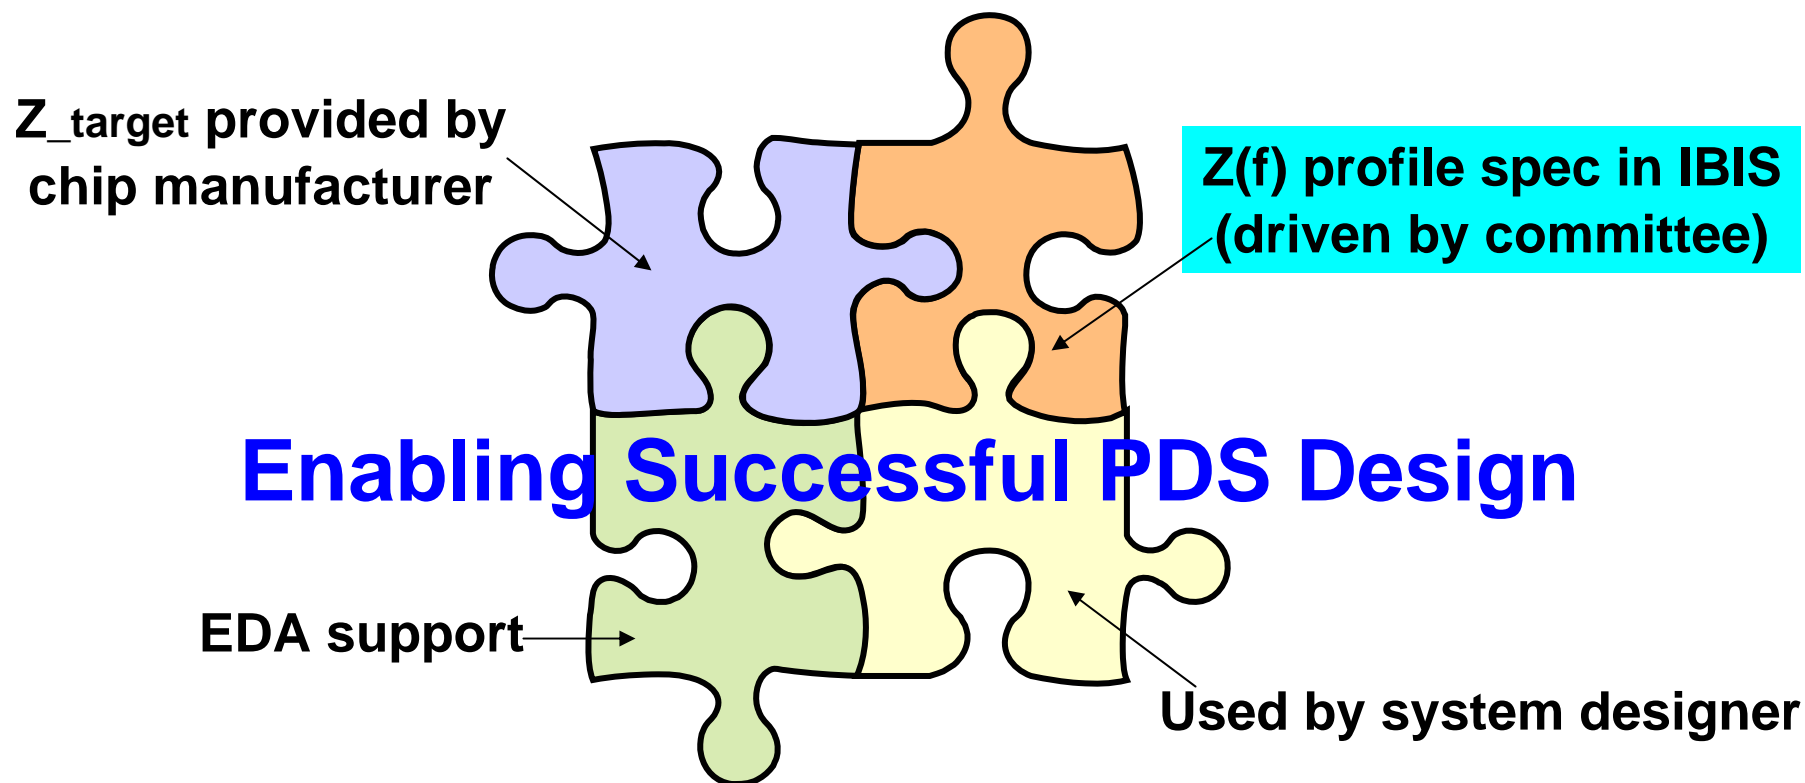 Z_target provided by
chip manufacturer
Z(f) profile spec in IBIS
(driven by committee)
Enabling Successful PDS Design
EDA support
Used by system designer